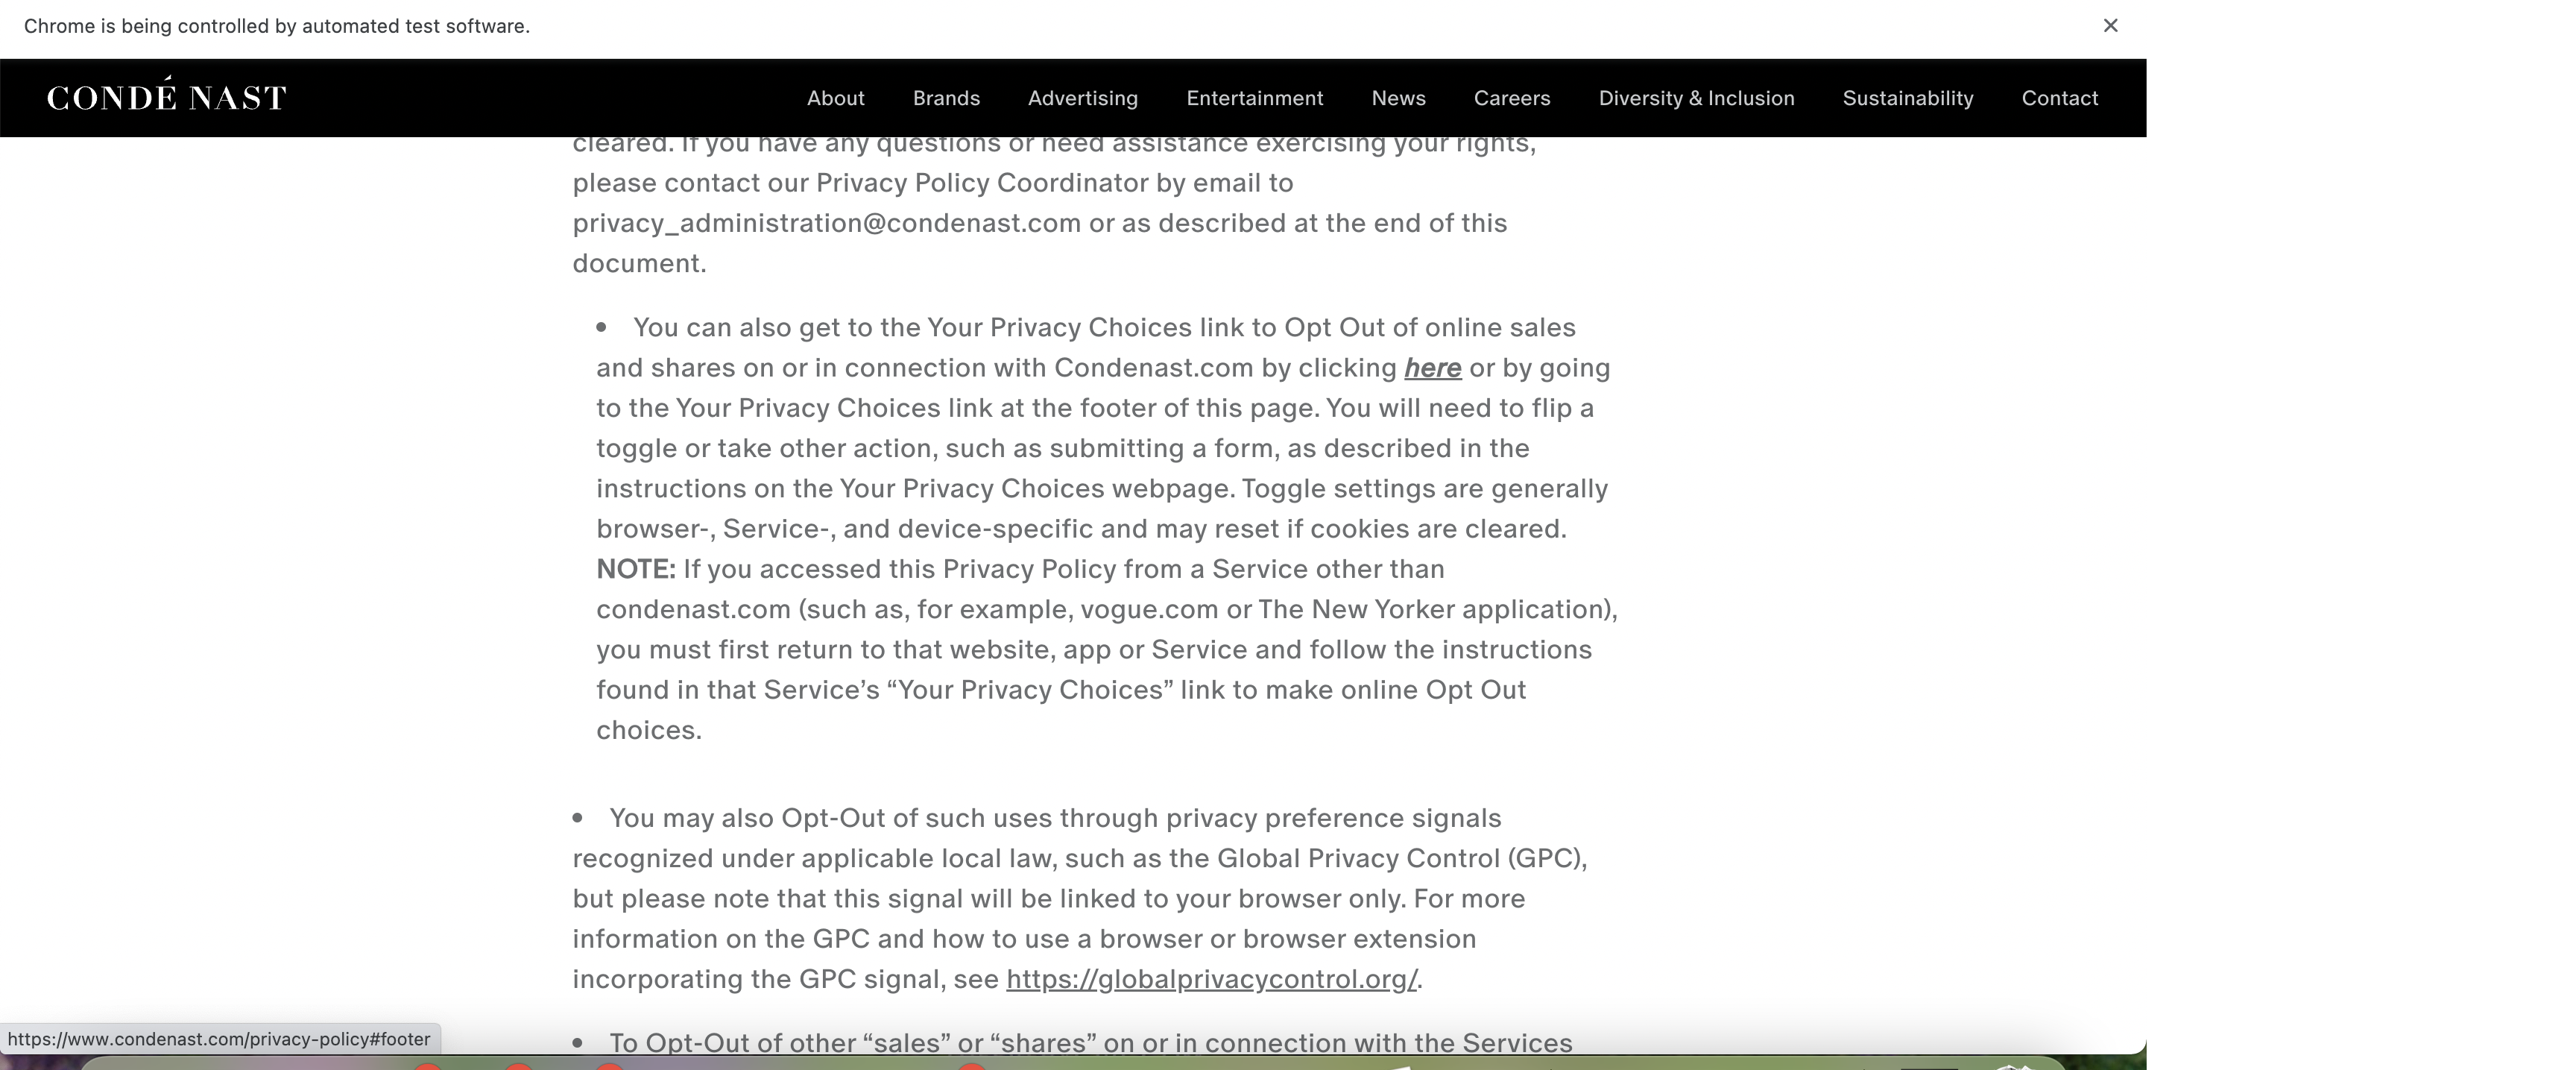 Chrome is being controlled by automated test software.
CONDÉ NAST
About Brands Advertising Entertainment News Careers Diversity & Inclusion Sustainability Contact
cleared. If you have any questions or need assistance exercising your rights,
please contact our Privacy Policy Coordinator by email to
privacy_administration@condenast.com or as described at the end of this
document.
• You can also get to the Your Privacy Choices link to Opt Out of online sales
and shares on or in connection with Condenast.com by clicking here or by going
to the Your Privacy Choices link at the footer of this page. You will need to flip a
toggle or take other action, such as submitting a form, as described in the
instructions on the Your Privacy Choices webpage. Toggle settings are generally
browser-, Service-, and device-specific and may reset if cookies are cleared.
NOTE: If you accessed this Privacy Policy from a Service other than
condenast.com (such as, for example, vogue.com or The New Yorker application),
you must first return to that website, app or Service and follow the instructions
found in that Service’s “Your Privacy Choices” link to make online Opt Out
choices.
• You may also Opt-Out of such uses through privacy preference signals
recognized under applicable local law, such as the Global Privacy Control (GPC),
but please note that this signal will be linked to your browser only. For more
information on the GPC and how to use a browser or browser extension
incorporating the GPC signal, see https://globalprivacycontrol.org/.
• To Opt-Out of other “sales” or “shares” on or in connection with the Services
https://www.condenast.com/privacy-policy#footer